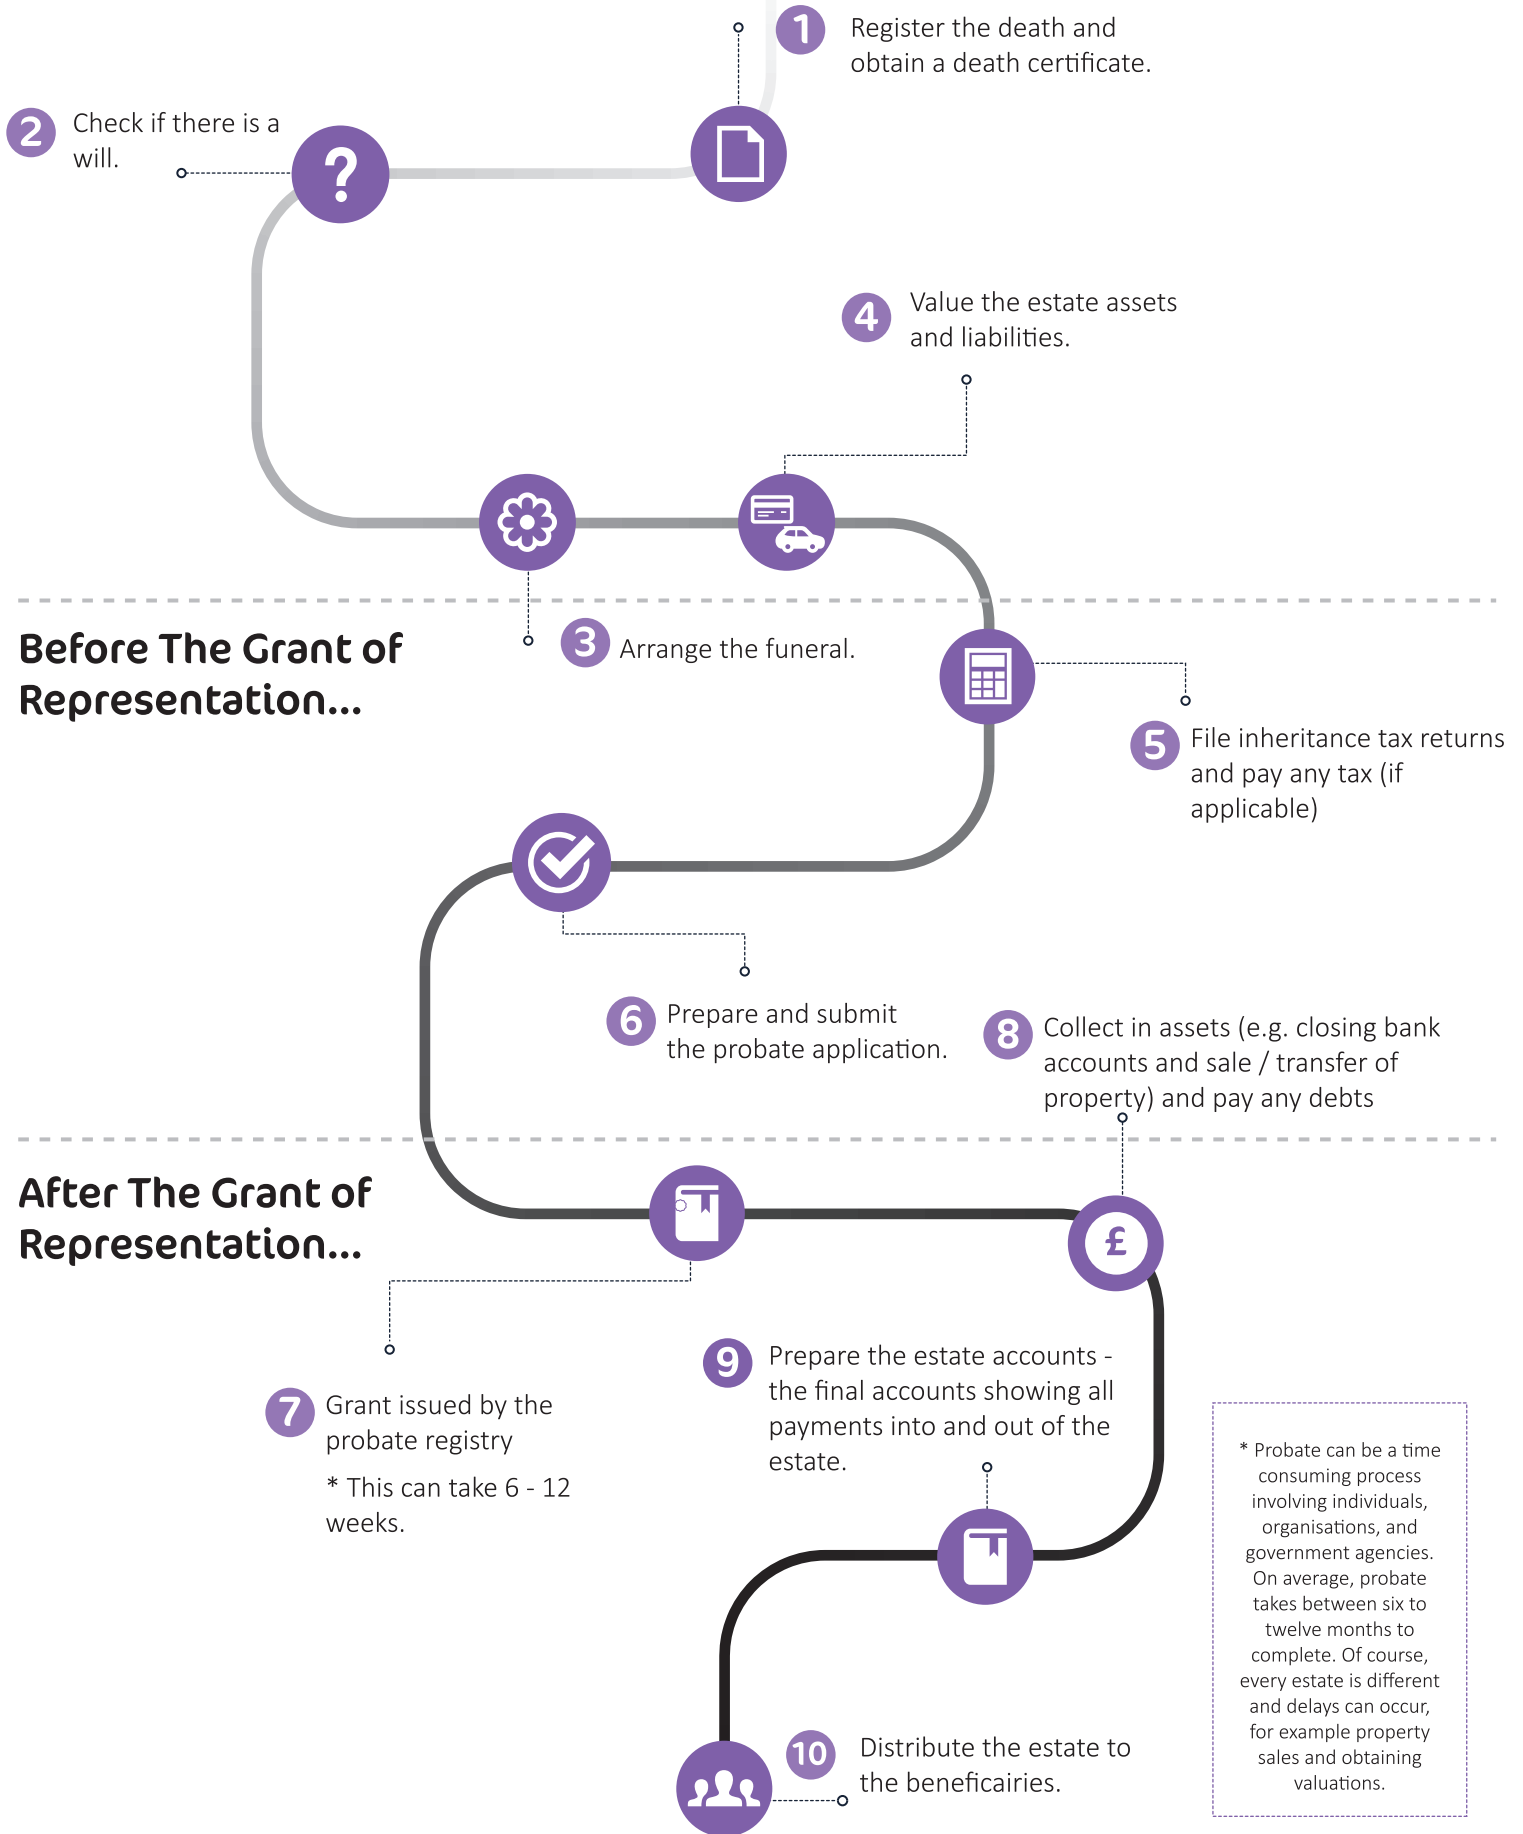 1
Register the death and
obtain a death certificate.
2
Check if there is a
will.
4
Value the estate assets
and liabilities.
Before The Grant of
Representation...
3
Arrange the funeral.
5
File inheritance tax returns
and pay any tax (if
applicable)
6
Prepare and submit
the probate application.
8
Collect in assets (e.g. closing bank
accounts and sale / transfer of
property) and pay any debts
After The Grant of
Representation...
£
7
Grant issued by the
probate registry
* This can take 6 - 12
weeks.
9
Prepare the estate accounts -
the final accounts showing all
payments into and out of the
estate.
* Probate can be a time
consuming process
involving individuals,
organisations, and
government agencies.
On average, probate
takes between six to
twelve months to
complete. Of course,
every estate is different
and delays can occur,
for example property
sales and obtaining
valuations.
10
Distribute the estate to
the beneficairies.